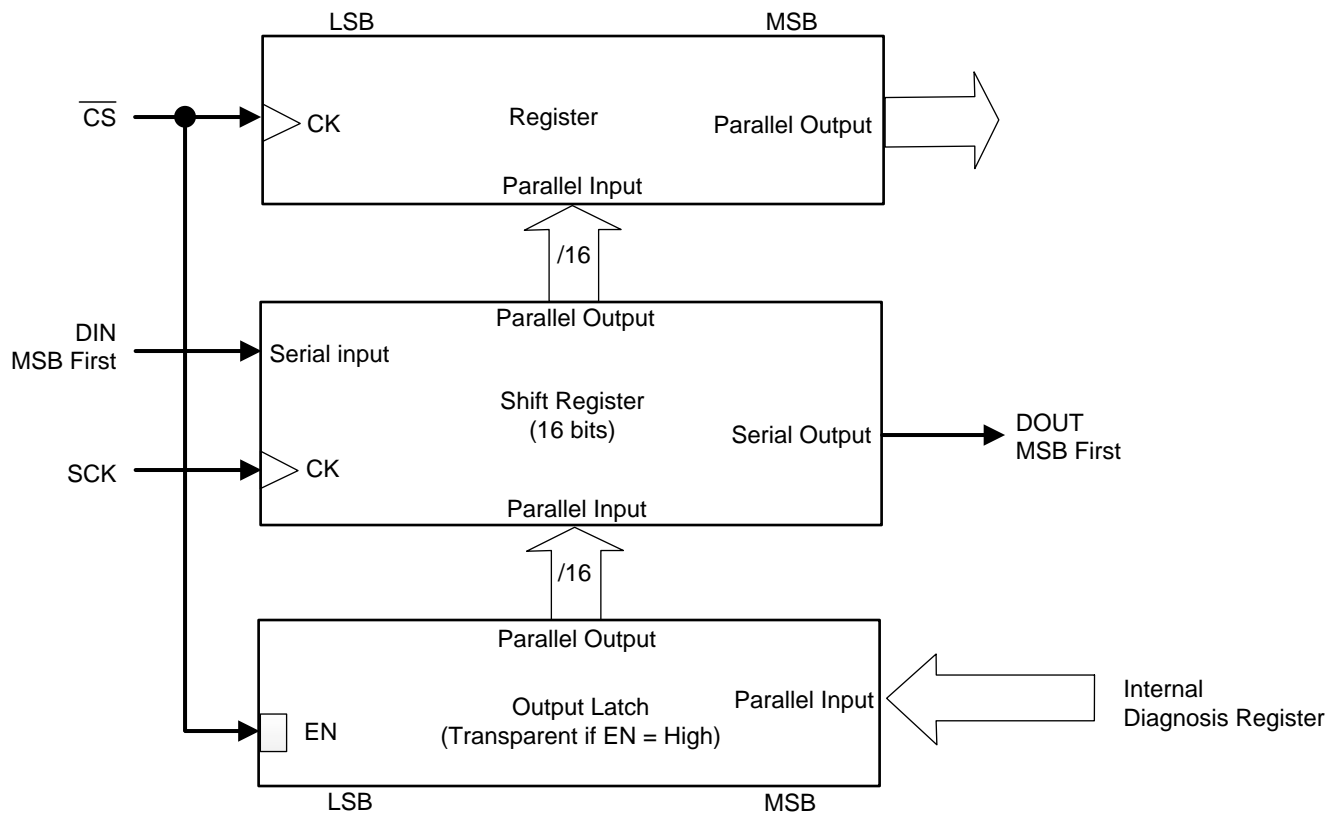 LSB
MSB
CS
CK
Register
Parallel Output
Parallel Input
/16
Parallel Output
DIN
MSB First
Serial input
Shift Register
(16 bits)
Serial Output
DOUT
MSB First
SCK
CK
Parallel Input
/16
Parallel Output
Parallel Input
Internal
Diagnosis Register
Output Latch
(Transparent if EN = High)
EN
LSB
MSB